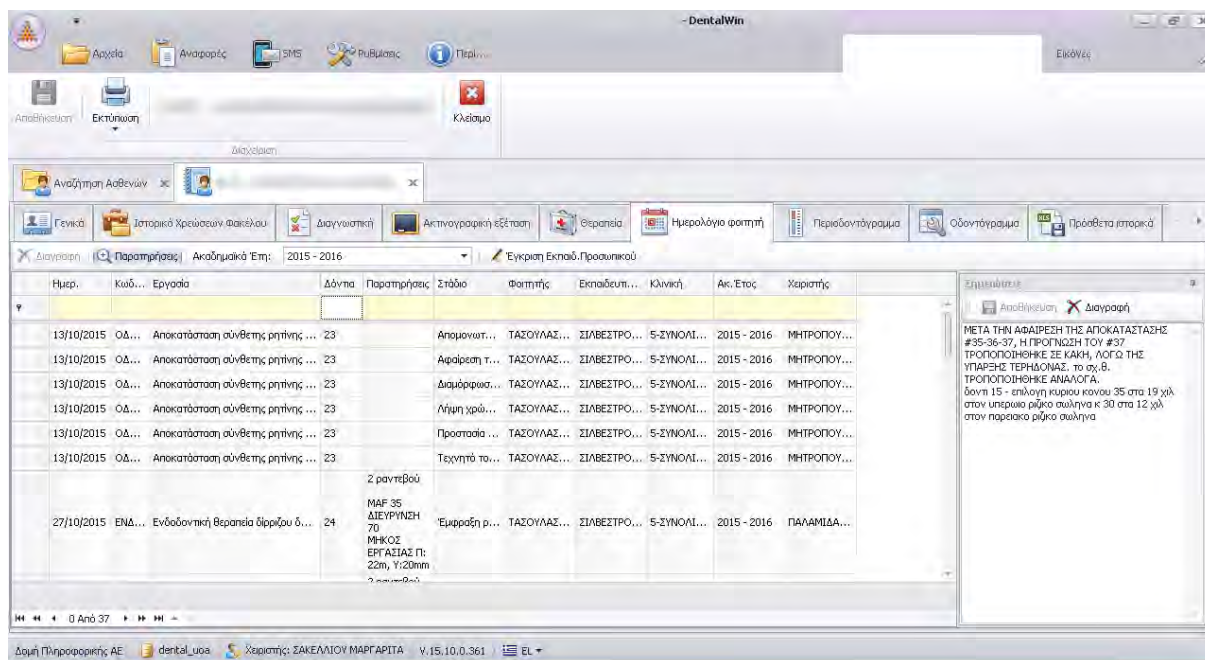 - DentalWin
Αρχεία Αναφορές SMS Ρυθμίσεις Περί.... Εικόνες
Αποθήκευση Εκτύπωση Κλείσιμο
Διαχείριση
Αναζήτηση Ασθενών
Γενικά Ιστορικό Χρεώσεων Φακέλου Διαγνωστική Ακτινογραφική εξέταση Θεραπεία Ημερολόγιο φοιτητή Περιοδοντόγραμμα Οδοντόγραμμα Πρόσθετα ιστορικά
Διαγραφή Παρατηρήσεις Ακαδημαϊκά Έτη: 2015 - 2016 Έγκριση Εκπαιδ.Προσωπικού
Ημερ. Κωδ... Εργασία Δόντια Παρατηρήσεις Στάδιο Φοιτητής Εκπαιδευτι... Κλινική Ακ.Έτος Χειριστής
13/10/2015 ΟΔ... Αποκατάσταση σύνθετης ρητίνης ... 23 Απομονωτ... ΤΑΣΟΥΛΑΣ... ΣΙΛΒΕΣΤΡΟ... 5-ΣΥΝΟΛΙ... 2015 - 2016 ΜΗΤΡΟΠΟΥ...
13/10/2015 ΟΔ... Αποκατάσταση σύνθετης ρητίνης ... 23 Αφαίρεση τ... ΤΑΣΟΥΛΑΣ... ΣΙΛΒΕΣΤΡΟ... 5-ΣΥΝΟΛΙ... 2015 - 2016 ΜΗΤΡΟΠΟΥ...
13/10/2015 ΟΔ... Αποκατάσταση σύνθετης ρητίνης ... 23 Διαμόρφωσ... ΤΑΣΟΥΛΑΣ... ΣΙΛΒΕΣΤΡΟ... 5-ΣΥΝΟΛΙ... 2015 - 2016 ΜΗΤΡΟΠΟΥ...
13/10/2015 ΟΔ... Αποκατάσταση σύνθετης ρητίνης ... 23 Λήψη χρώ... ΤΑΣΟΥΛΑΣ... ΣΙΛΒΕΣΤΡΟ... 5-ΣΥΝΟΛΙ... 2015 - 2016 ΜΗΤΡΟΠΟΥ...
13/10/2015 ΟΔ... Αποκατάσταση σύνθετης ρητίνης ... 23 Προστασία ... ΤΑΣΟΥΛΑΣ... ΣΙΛΒΕΣΤΡΟ... 5-ΣΥΝΟΛΙ... 2015 - 2016 ΜΗΤΡΟΠΟΥ...
13/10/2015 ΟΔ... Αποκατάσταση σύνθετης ρητίνης ... 23 Τεχνητό το... ΤΑΣΟΥΛΑΣ... ΣΙΛΒΕΣΤΡΟ... 5-ΣΥΝΟΛΙ... 2015 - 2016 ΜΗΤΡΟΠΟΥ...
2 ραντεβού
MAF 35
ΔΙΕΥΡΥΝΣΗ
27/10/2015 ΕΝΔ... Ενδοδοντική θεραπεία δίρριζου δ... 24 70 Έμφραξη ρ... ΤΑΣΟΥΛΑΣ... ΣΙΛΒΕΣΤΡΟ... 5-ΣΥΝΟΛΙ... 2015 - 2016 ΠΑΛΑΜΙΔΑ...
ΜΗΚΟΣ
ΕΡΓΑΣΙΑΣ Π:
22m, Υ:20mm
2 ραντεβού
0 Από 37
Σημειώσεις
Αποθήκευση Διαγραφή
ΜΕΤΑ ΤΗΝ ΑΦΑΙΡΕΣΗ ΤΗΣ ΑΠΟΚΑΤΑΣΤΑΣΗΣ
#35-36-37, Η ΠΡΟΓΝΩΣΗ ΤΟΥ #37
ΤΡΟΠΟΠΟΙΗΘΗΚΕ ΣΕ ΚΑΚΗ, ΛΟΓΩ ΤΗΣ
ΥΠΑΡΞΗΣ ΤΕΡΗΔΟΝΑΣ. το σχ.θ.
ΤΡΟΠΟΠΟΙΗΘΗΚΕ ΑΝΑΛΟΓΑ.
δοντι 15 - επιλογη κυριου κονου 35 στα 19 χιλ
στον υπερωιο ριζικο σωληνα κ 30 στα 12 χιλ
στον παρειακο ριζικο σωληνα
Δομή Πληροφορικής ΑΕ dental_uoa Χειριστής: ΣΑΚΕΛΛΙΟΥ ΜΑΡΓΑΡΙΤΑ V.15.10.0.361 EL